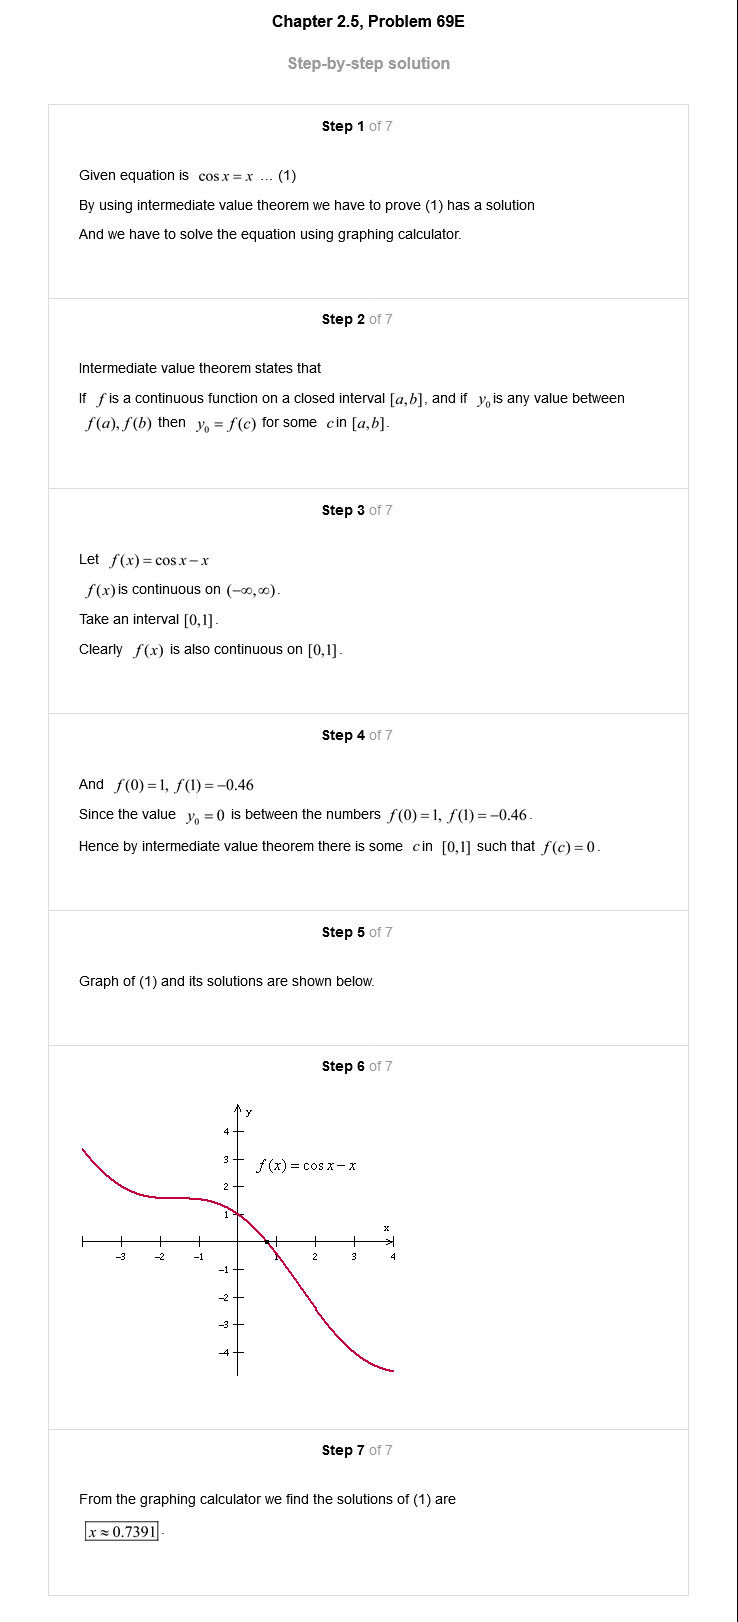 Chapter 2.5, Problem 69E
Step-by-step solution
Step 1 of 7
Given equation is cos x = x ... (1)
By using intermediate value theorem we have to prove (1) has a solution
And we have to solve the equation using graphing calculator.
Step 2 of 7
Intermediate value theorem states that
If f is a continuous function on a closed interval [a,b], and if y₀ is any value between
f(a), f(b) then y₀ = f(c) for some c in [a,b].
Step 3 of 7
Let f(x) = cos x − x
f(x) is continuous on (−∞,∞).
Take an interval [0,1].
Clearly f(x) is also continuous on [0,1].
Step 4 of 7
And f(0) = 1, f(1) = −0.46
Since the value y₀ = 0 is between the numbers f(0) = 1, f(1) = −0.46.
Hence by intermediate value theorem there is some c in [0,1] such that f(c) = 0.
Step 5 of 7
Graph of (1) and its solutions are shown below.
Step 6 of 7
y
4
3
f(x) = cos x − x
2
1
x
−3 −2 −1 1 2 3 4
−1
−2
−3
−4
Step 7 of 7
From the graphing calculator we find the solutions of (1) are
x ≈ 0.7391.